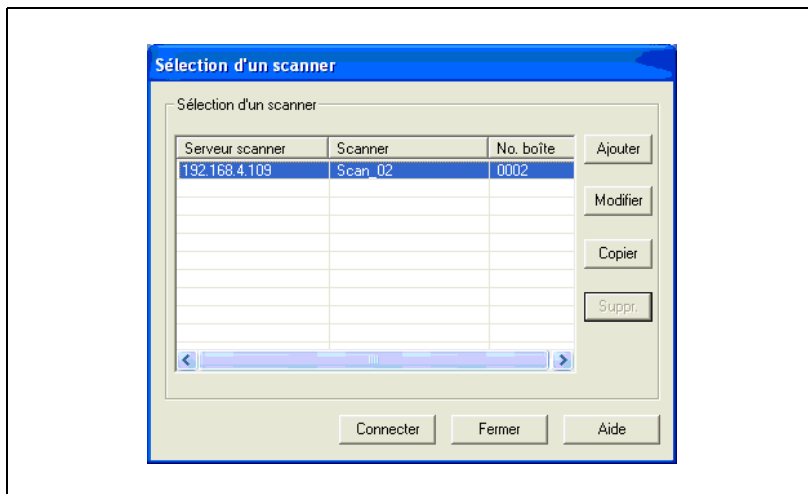 Sélection d'un scanner
Sélection d'un scanner
Serveur scanner Scanner No. boîte
192.168.4.109 Scan_02 0002
Ajouter
Modifier
Copier
Suppr.
Connecter Fermer Aide